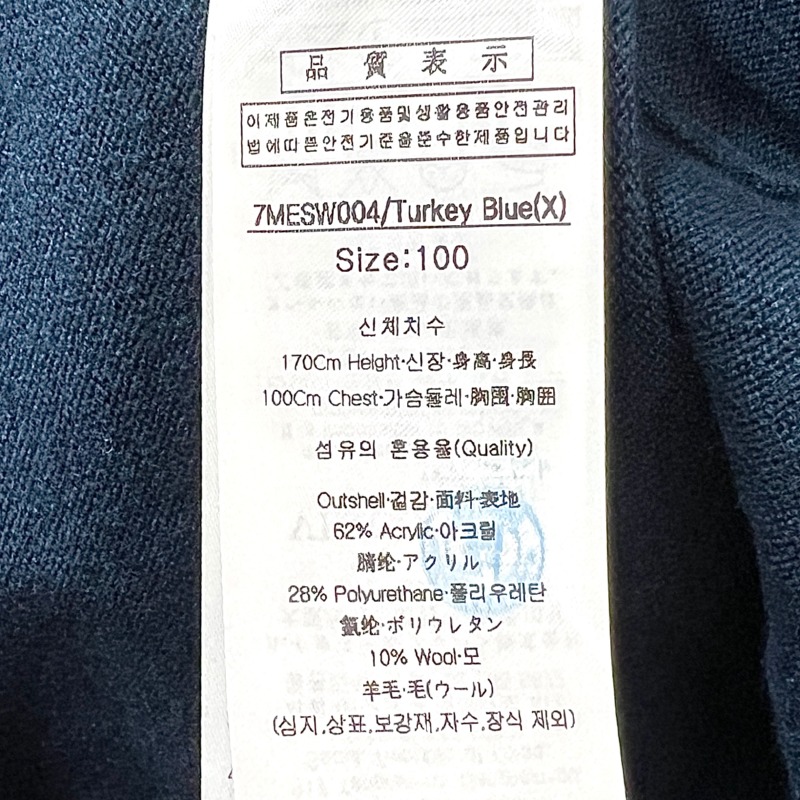 品質表示
이제품은전기용품및생활용품안전관리
법에따른안전기준을준수한제품입니다
7MESW004/Turkey Blue(X)
Size:100
신체치수
170Cm Height·신장·身高·身長
100Cm Chest·가슴둘레·胸圍·胸囲
섬유의 혼용율(Quality)
Outshell·겉감·面料·表地
62% Acrylic·아크릴
腈纶·アクリル
28% Polyurethane·폴리우레탄
氨纶·ポリウレタン
10% Wool·모
羊毛·毛(ウール)
(심지,상표,보강재,자수,장식 제외)